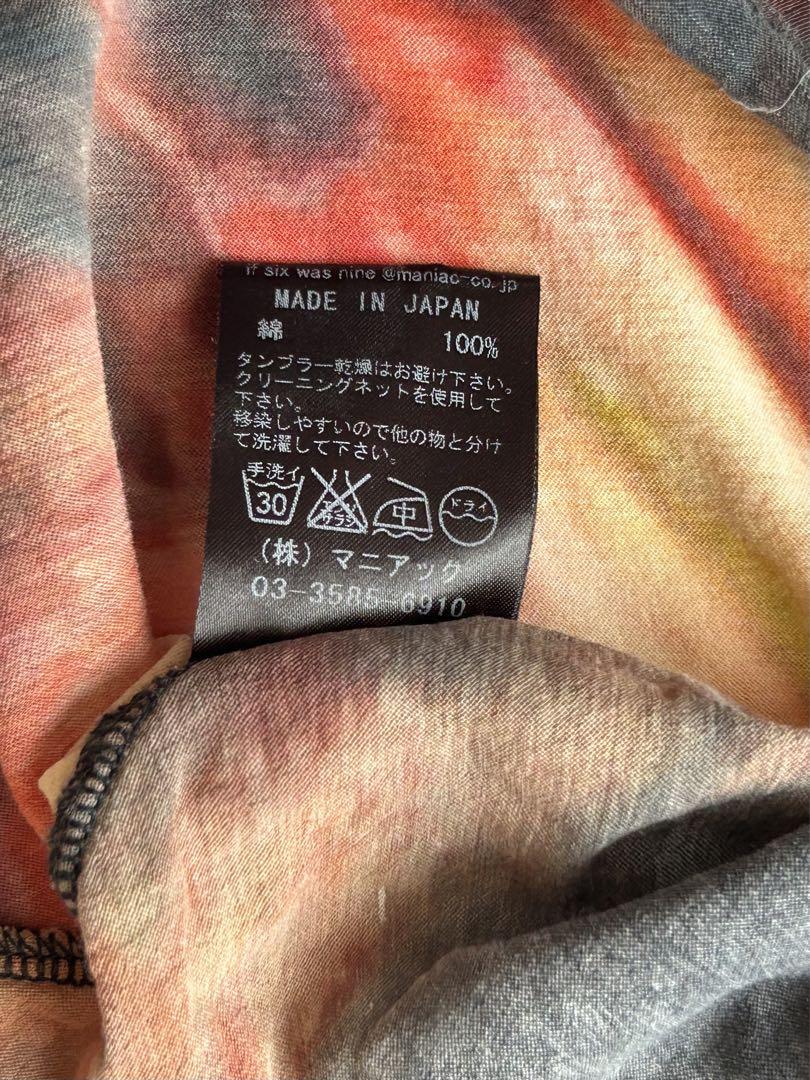 if six was nine @maniac-co.jp
MADE IN JAPAN
綿 100%
タンブラー乾燥はお避け下さい。
クリーニングネットを使用して
下さい。
移染しやすいので他の物と分け
て洗濯して下さい。
手洗イ
30 エンソサラシ 中 ドライ
(株) マニアック
03-3585-6910